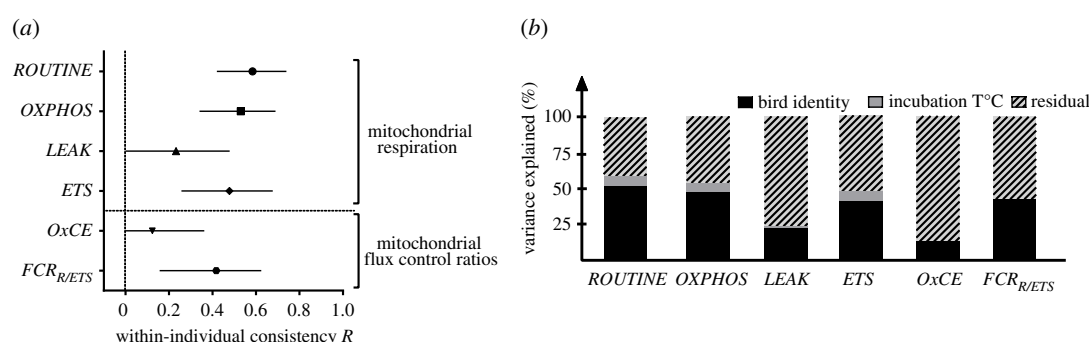 (a)
ROUTINE
OXPHOS
LEAK
ETS
OxCE
FCR R/ETS
mitochondrial
respiration
mitochondrial
flux control ratios
0 0.2 0.4 0.6 0.8 1.0
within-individual consistency R
(b)
bird identity incubation T°C residual
variance explained (%)
100
75
50
25
ROUTINE OXPHOS LEAK ETS OxCE FCR R/ETS